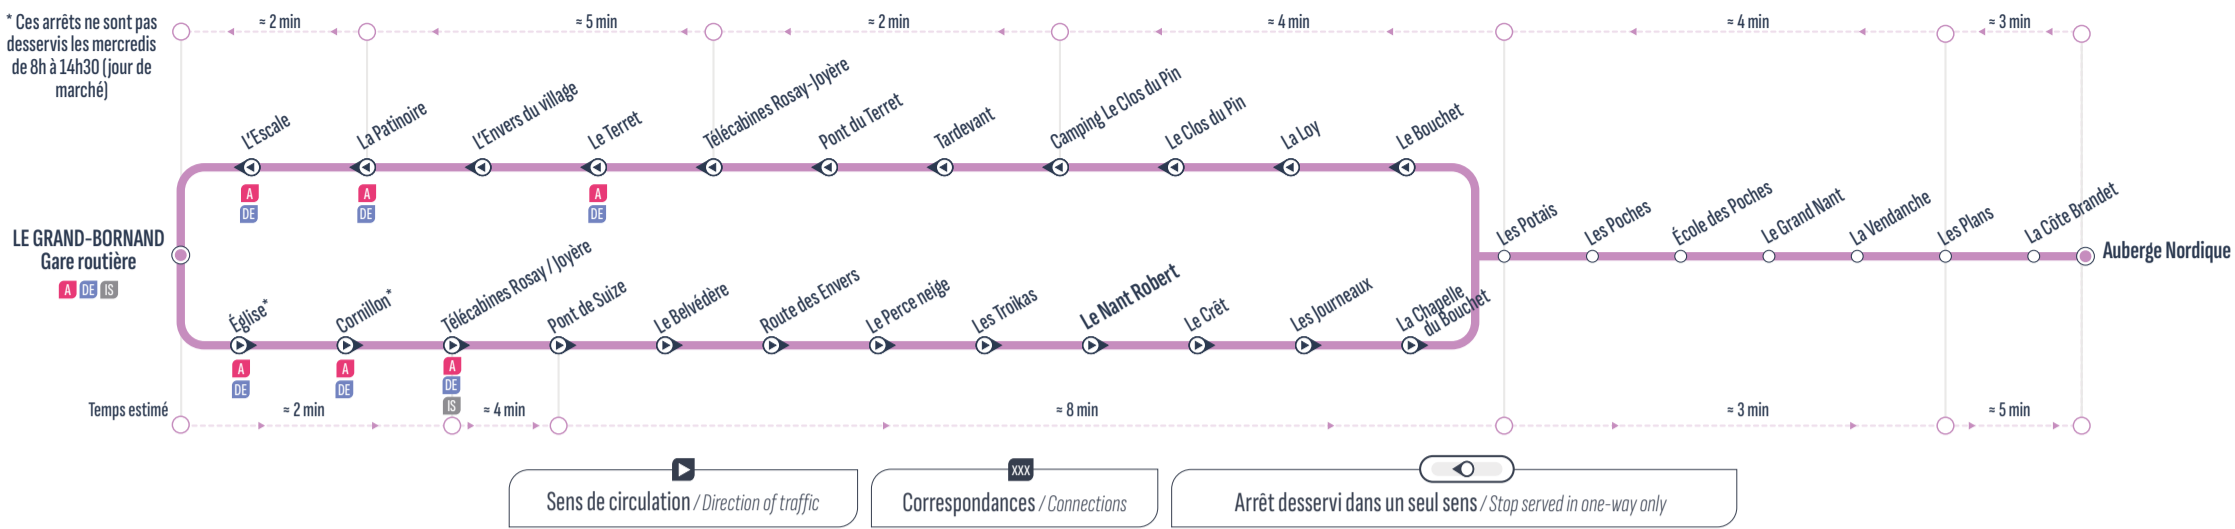 * Ces arrêts ne sont pas
desservis les mercredis
de 8h à 14h30 (jour de
marché)
≈ 2 min
≈ 5 min
≈ 2 min
≈ 4 min
≈ 4 min
≈ 3 min
L'Escale
La Patinoire
L'Envers du village
Le Terret
Télécabines Rosay-Joyère
Pont du Terret
Tardevant
Camping Le Clos du Pin
Le Clos du Pin
La Loy
Le Bouchet
A
DE
A
DE
A
DE
LE GRAND-BORNAND
Gare routière
A DE IS
Les Potais
Les Poches
École des Poches
Le Grand Nant
La Vendanche
Les Plans
La Côte Brandet
Auberge Nordique
Église*
Cornillon*
Télécabines Rosay / Joyère
Pont de Suize
Le Belvédère
Route des Envers
Le Perce neige
Les Troïkas
Le Nant Robert
Le Crêt
Les Journeaux
La Chapelle
du Bouchet
A
DE
A
DE
A
DE
IS
Temps estimé
≈ 2 min
≈ 4 min
≈ 8 min
≈ 3 min
≈ 5 min
Sens de circulation / Direction of traffic
XXX
Correspondances / Connections
Arrêt desservi dans un seul sens / Stop served in one-way only